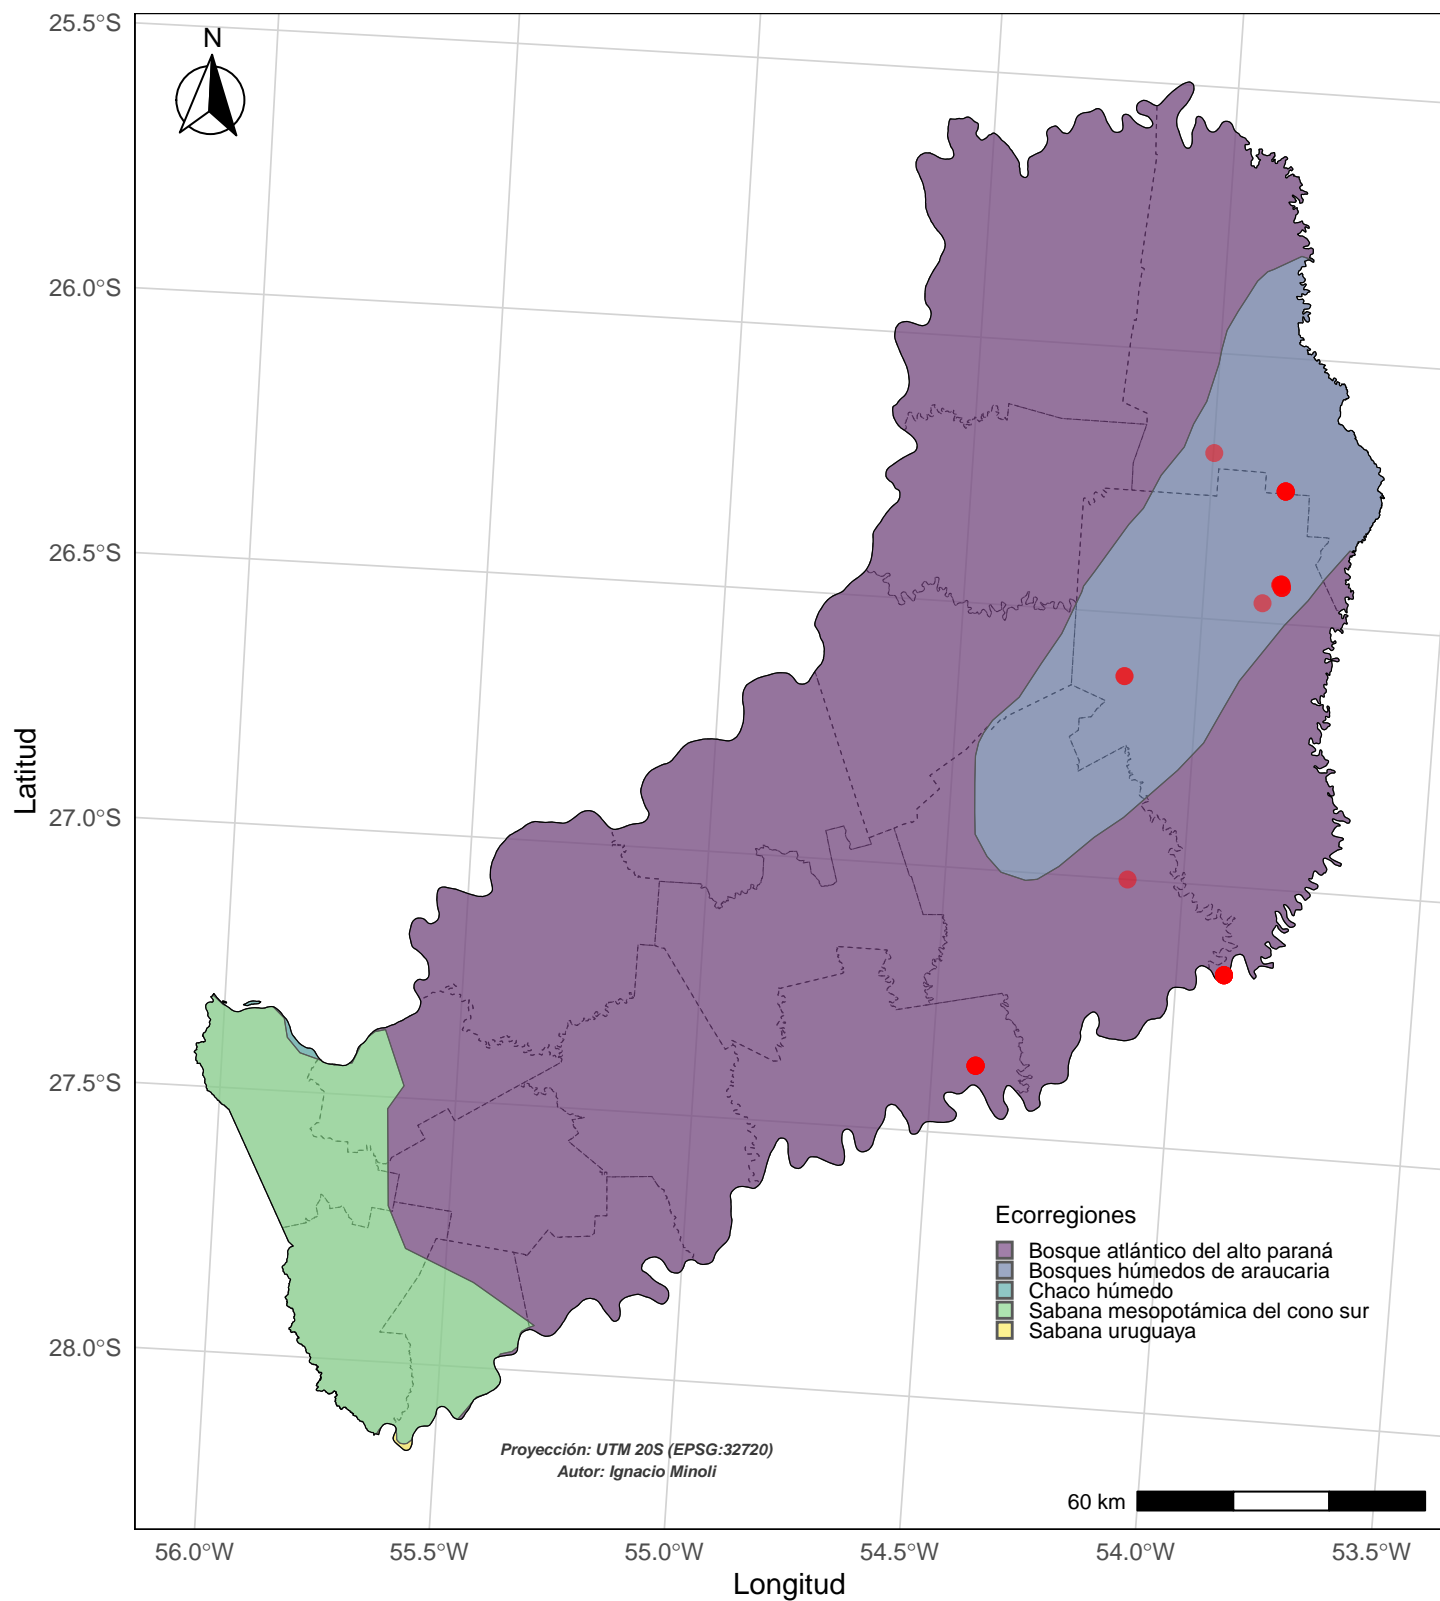 N
25.5°S
26.0°S
26.5°S
27.0°S
27.5°S
28.0°S
Latitud
Ecorregiones
Bosque atlántico del alto paraná
Bosques húmedos de araucaria
Chaco húmedo
Sabana mesopotámica del cono sur
Sabana uruguaya
Proyección: UTM 20S (EPSG:32720)
Autor: Ignacio Minoli
60 km
56.0°W 55.5°W 55.0°W 54.5°W 54.0°W 53.5°W
Longitud